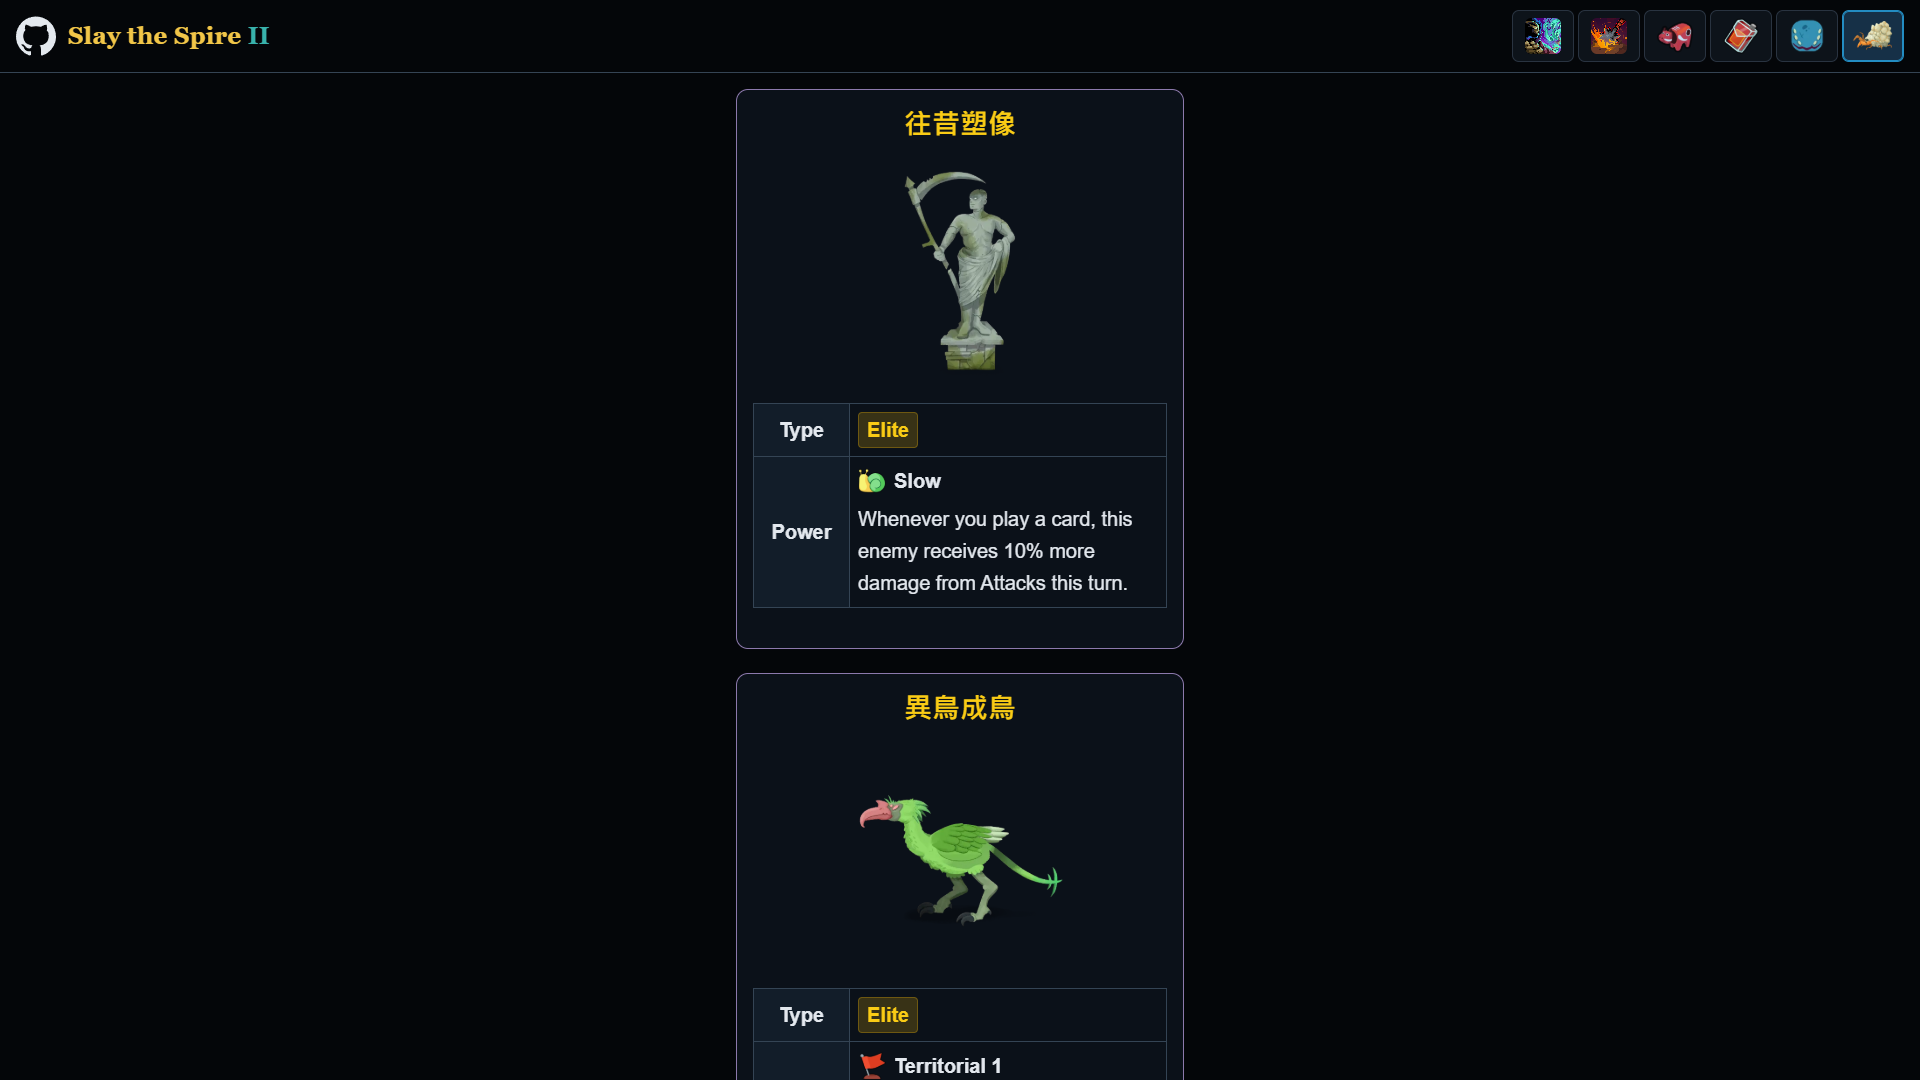 Slay the Spire II
往昔塑像
Type
Elite
Power
Slow
Whenever you play a card, this
enemy receives 10% more
damage from Attacks this turn.
異鳥成鳥
Type
Elite
Territorial 1